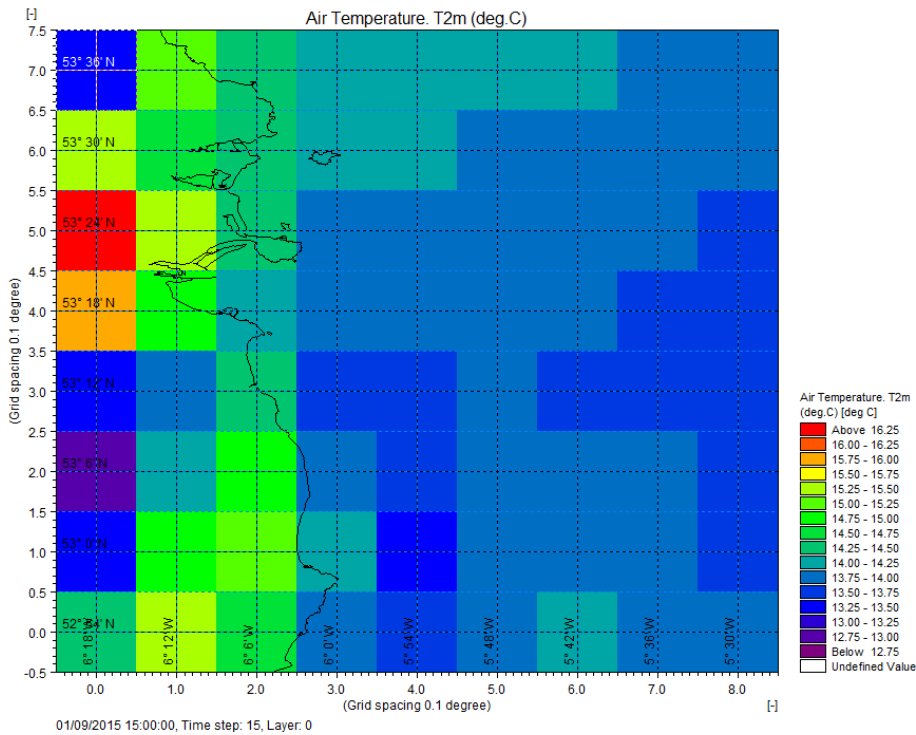 Air Temperature. T2m (deg.C)
[-]
7.5
7.0
6.5
6.0
5.5
5.0
4.5
4.0
3.5
3.0
2.5
2.0
1.5
1.0
0.5
0.0
-0.5
(Grid spacing 0.1 degree)
53° 36' N
53° 30' N
53° 24' N
53° 18' N
53° 12' N
53° 6' N
53° 0' N
52° 54' N
6° 18' W
6° 12' W
6° 6' W
6° 0' W
5° 54' W
5° 48' W
5° 42' W
5° 36' W
5° 30' W
0.0 1.0 2.0 3.0 4.0 5.0 6.0 7.0 8.0
(Grid spacing 0.1 degree)
[-]
01/09/2015 15:00:00, Time step: 15, Layer: 0
Air Temperature. T2m
(deg.C) [deg C]
Above 16.25
16.00 - 16.25
15.75 - 16.00
15.50 - 15.75
15.25 - 15.50
15.00 - 15.25
14.75 - 15.00
14.50 - 14.75
14.25 - 14.50
14.00 - 14.25
13.75 - 14.00
13.50 - 13.75
13.25 - 13.50
13.00 - 13.25
12.75 - 13.00
Below 12.75
Undefined Value